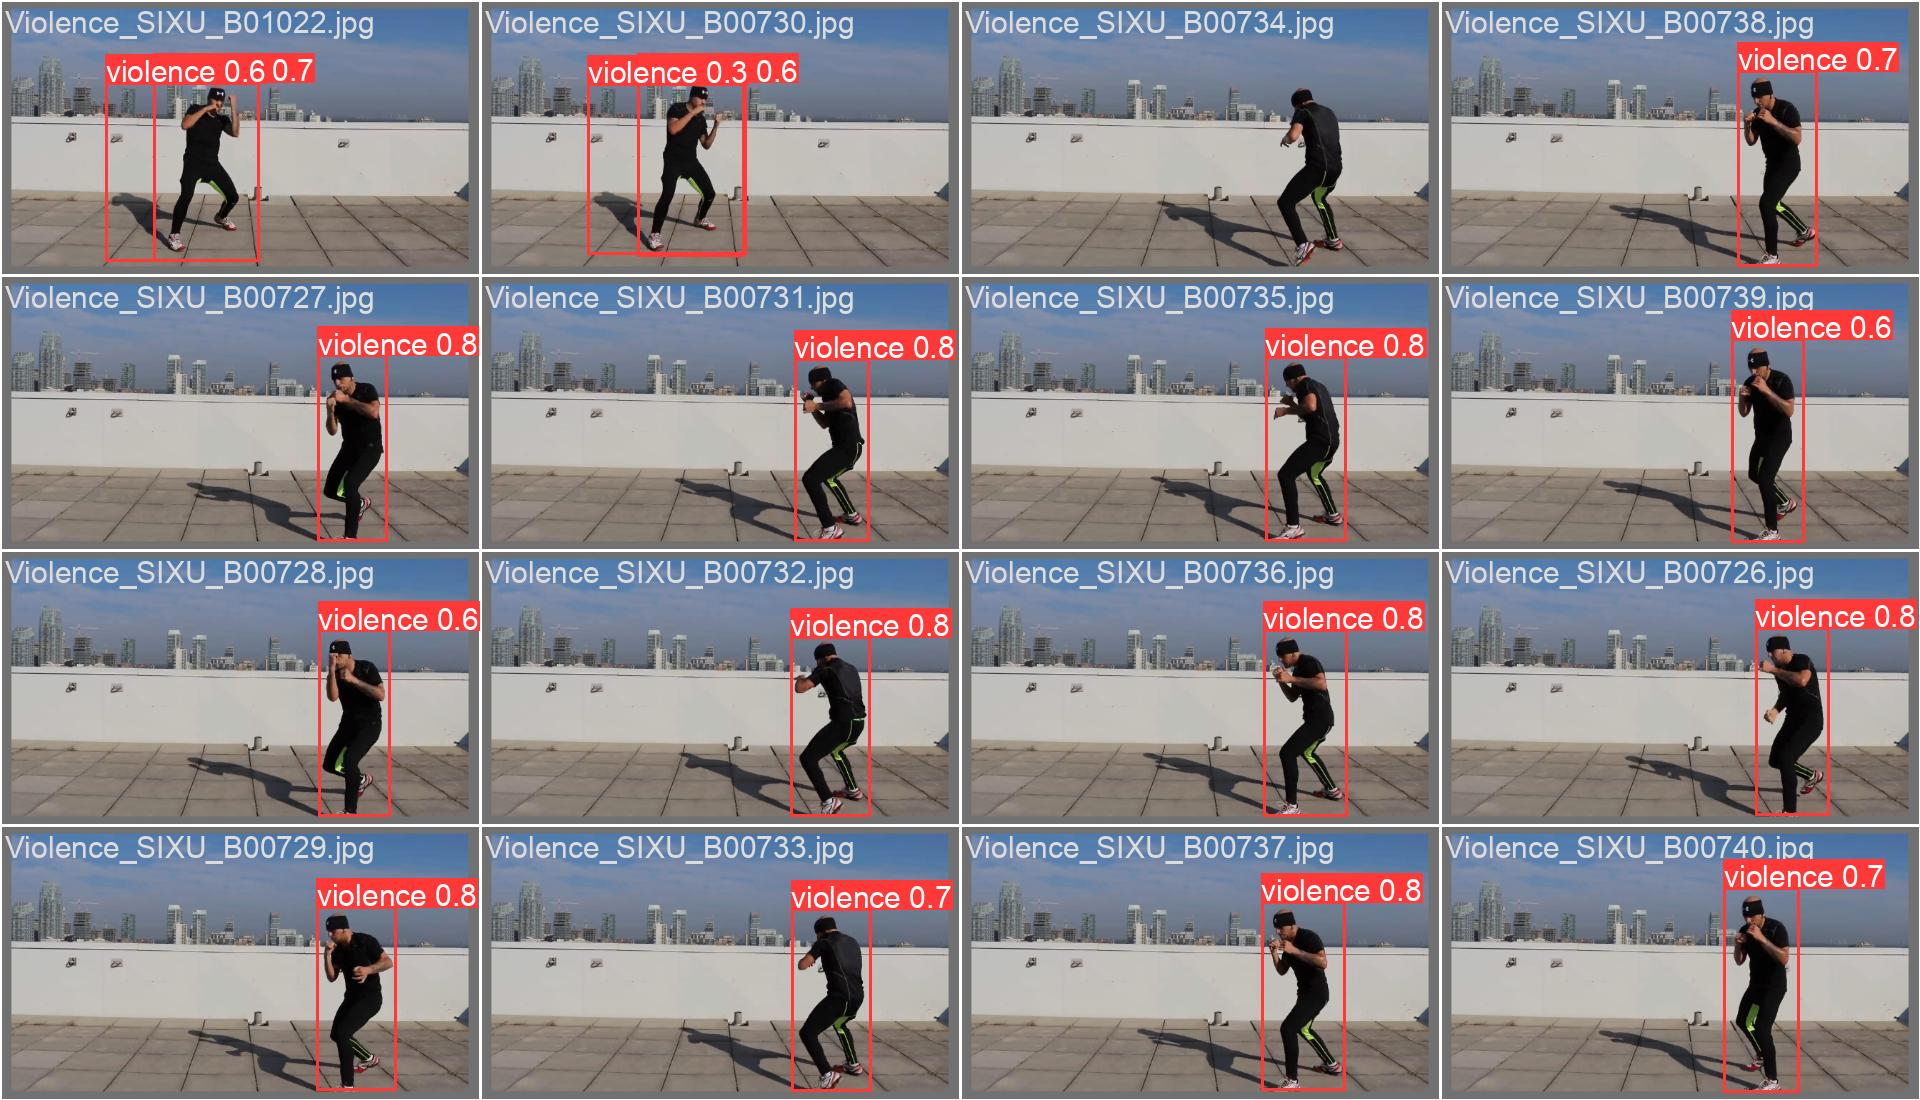 Violence_SIXU_B01022.jpg
violence 0.6 0.7
Violence_SIXU_B00730.jpg
violence 0.3 0.6
Violence_SIXU_B00734.jpg
Violence_SIXU_B00738.jpg
violence 0.7
Violence_SIXU_B00727.jpg
violence 0.8
Violence_SIXU_B00731.jpg
violence 0.8
Violence_SIXU_B00735.jpg
violence 0.8
Violence_SIXU_B00739.jpg
violence 0.6
Violence_SIXU_B00728.jpg
violence 0.6
Violence_SIXU_B00732.jpg
violence 0.8
Violence_SIXU_B00736.jpg
violence 0.8
Violence_SIXU_B00726.jpg
violence 0.8
Violence_SIXU_B00729.jpg
violence 0.8
Violence_SIXU_B00733.jpg
violence 0.7
Violence_SIXU_B00737.jpg
violence 0.8
Violence_SIXU_B00740.jpg
violence 0.7